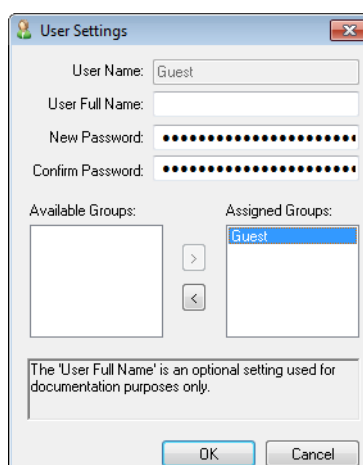 User Settings
User Name: Guest
User Full Name:
New Password: ●●●●●●●●●●●●●●●●●●●●●●
Confirm Password: ●●●●●●●●●●●●●●●●●●●●●●
Available Groups: Assigned Groups:
Guest
>
<
The 'User Full Name' is an optional setting used for
documentation purposes only.
OK Cancel